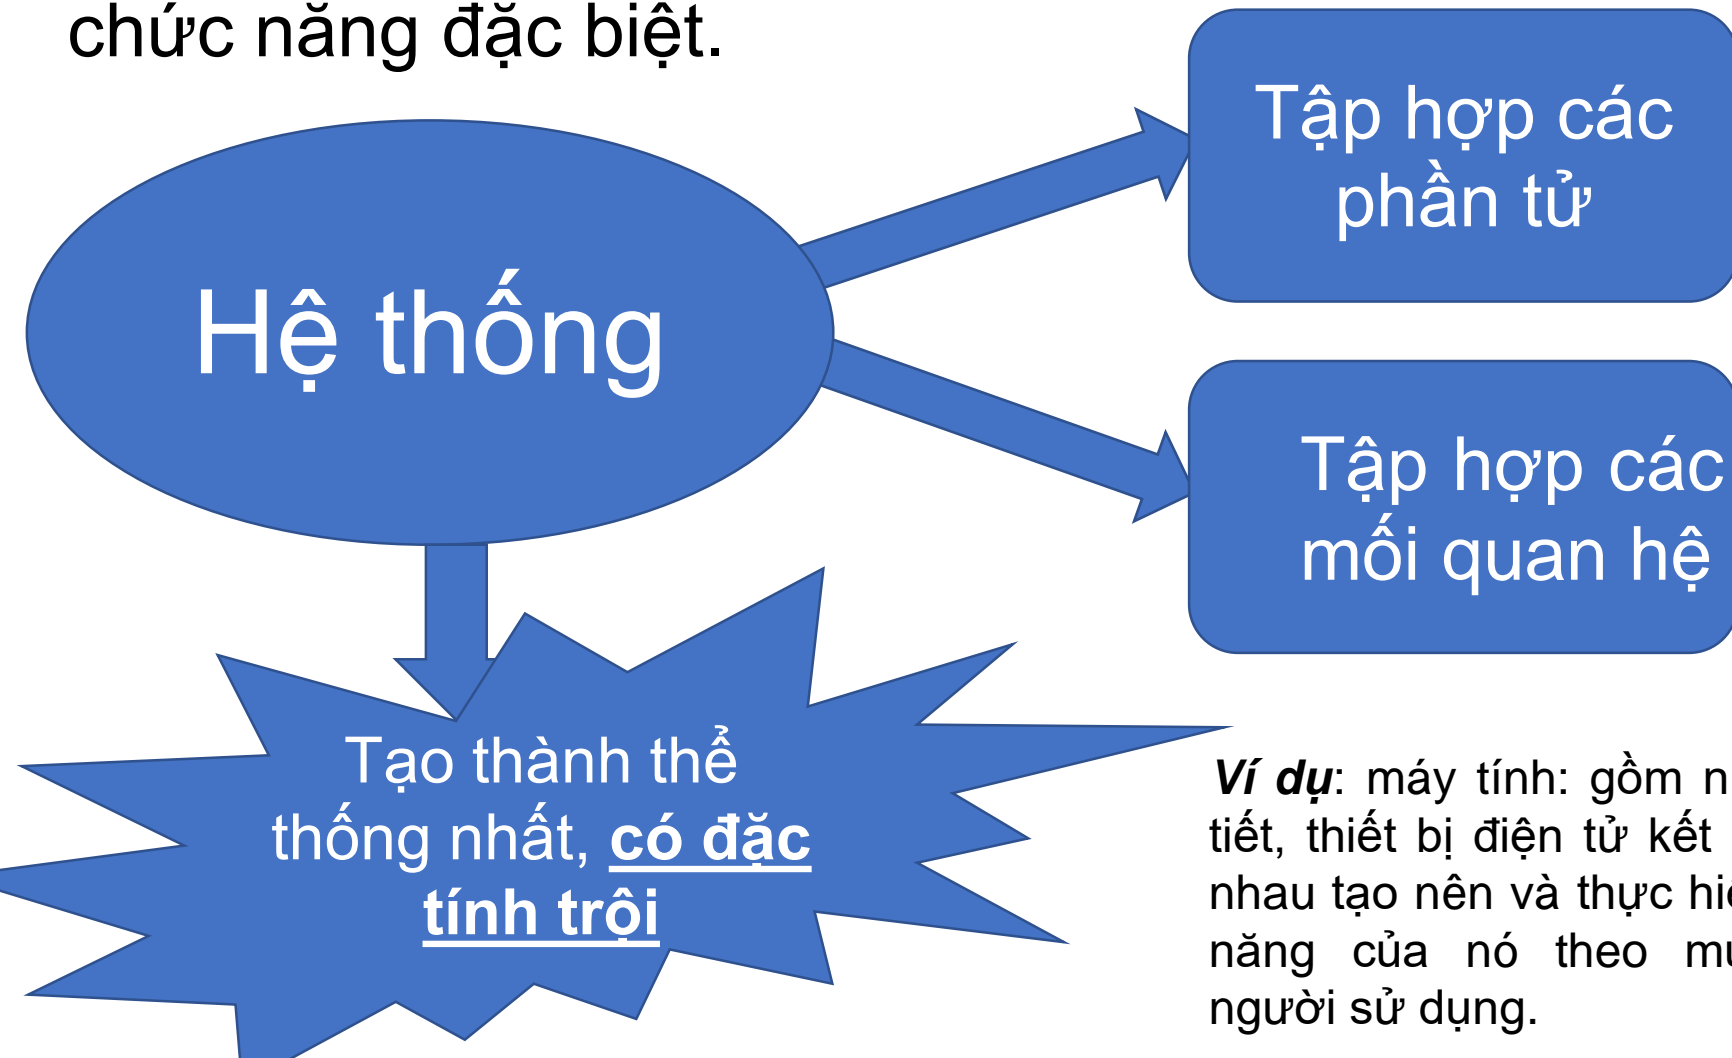 chức năng đặc biệt.
Tập hợp các
phần tử
Hệ thống
Tập hợp các
mối quan hệ
Tạo thành thể
thống nhất, có đặc
tính trội
Ví dụ: máy tính: gồm
tiết, thiết bị điện tử kết
nhau tạo nên và thực
năng của nó theo
người sử dụng.